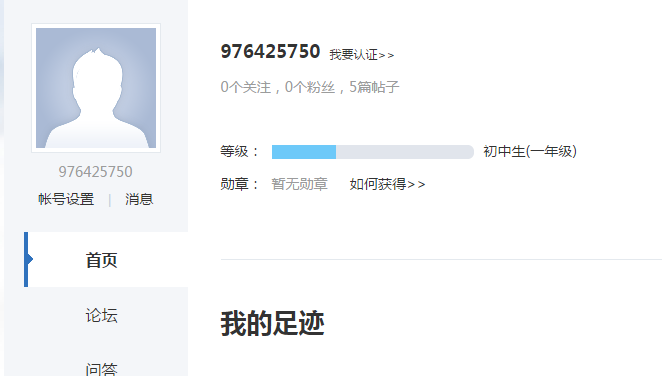 976425750 我要认证>>
0个关注，0个粉丝，5篇帖子
等级： 初中生(一年级)
勋章： 暂无勋章 如何获得>>
976425750
帐号设置 | 消息
首页
论坛
问答
我的足迹